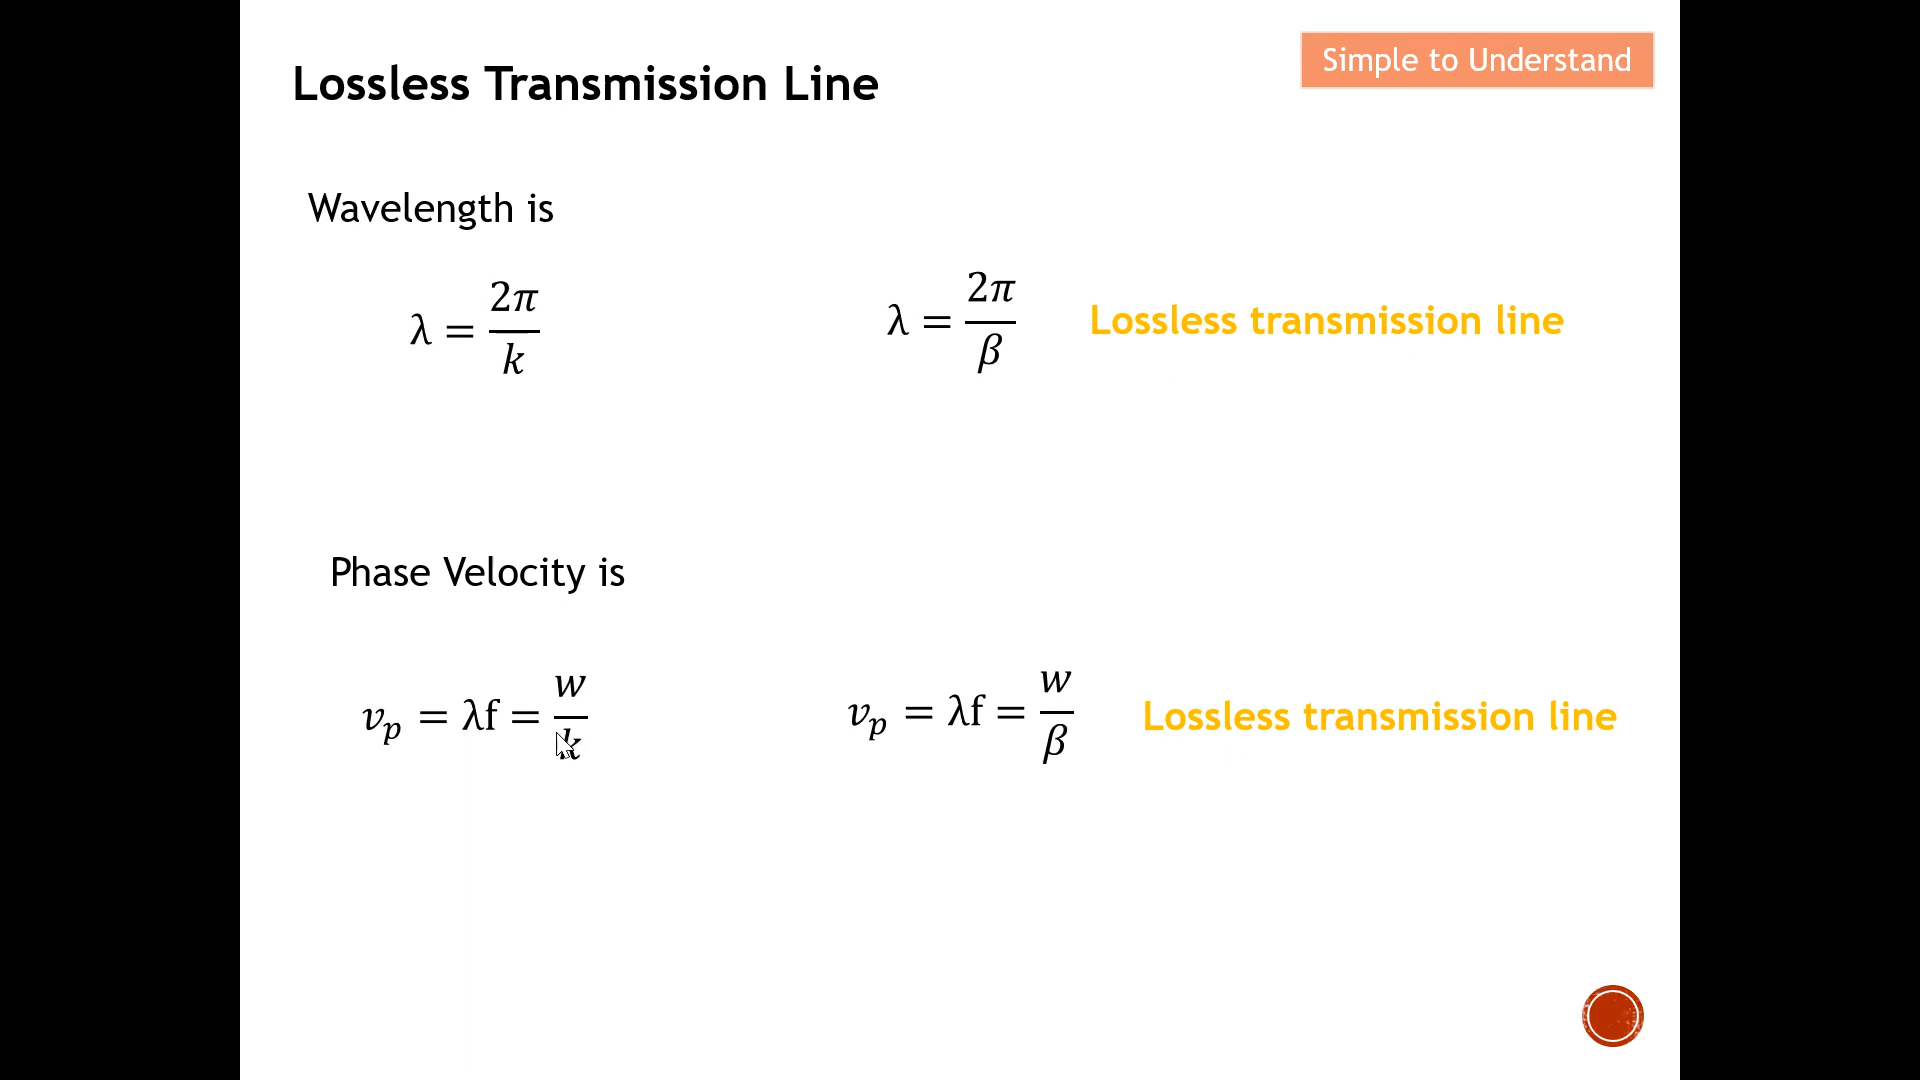 Simple to Understand
Lossless Transmission Line
Wavelength is
λ = 2π/k
λ = 2π/β Lossless transmission line
Phase Velocity is
v_p = λf = w/k
v_p = λf = w/β Lossless transmission line